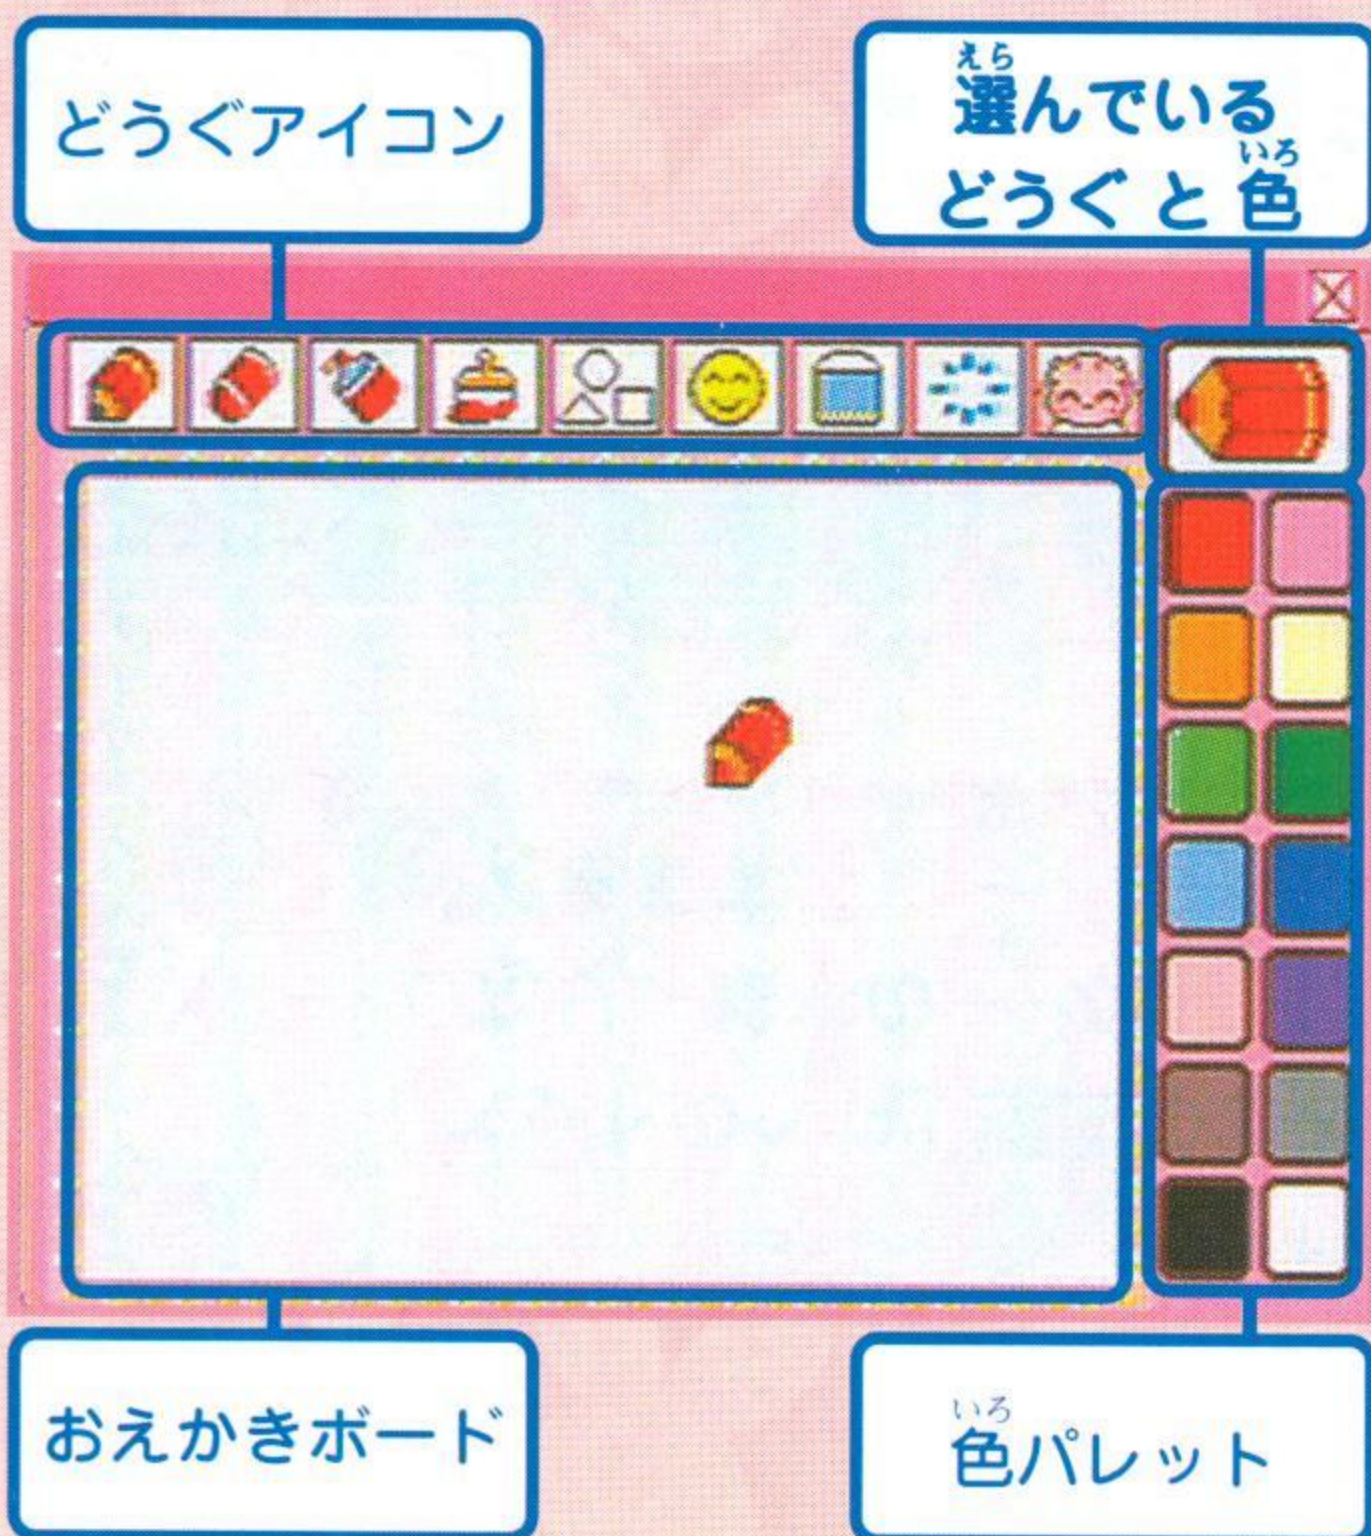 どうぐアイコン
えら
選んでいる
いろ
どうぐ と 色
おえかきボード
いろ
色パレット